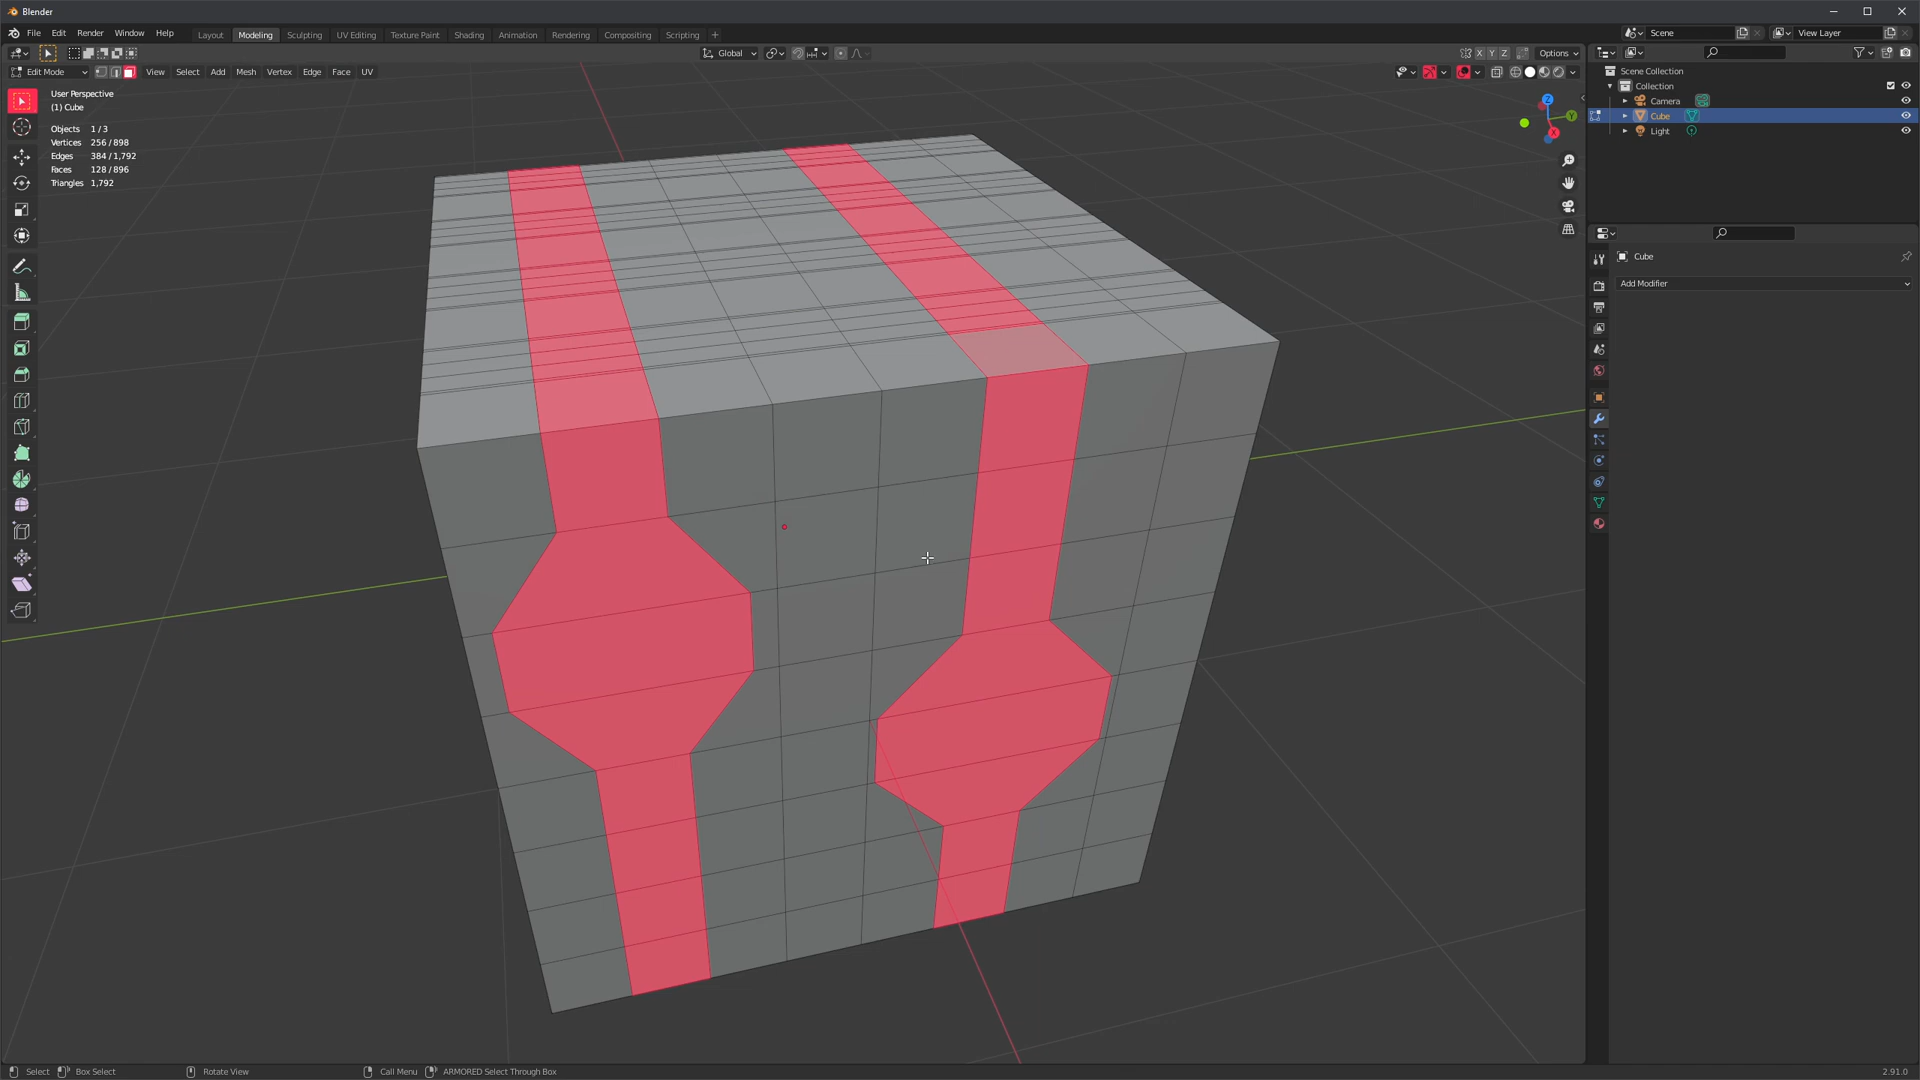 Blender
File Edit Render Window Help
Layout Modeling Sculpting UV Editing Texture Paint Shading Animation Rendering Compositing Scripting +
Scene
View Layer
Global
X Y Z
Options
Edit Mode
View Select Add Mesh Vertex Edge Face UV
User Perspective
(1) Cube
Objects 1/3
Vertices 256/898
Edges 384/1,792
Faces 128/896
Triangles 1,792
Z
Y
X
Scene Collection
Collection
Camera
Cube
Light
Cube
Add Modifier
Select
Box Select
Rotate View
Call Menu
ARMORED Select Through Box
2.91.0